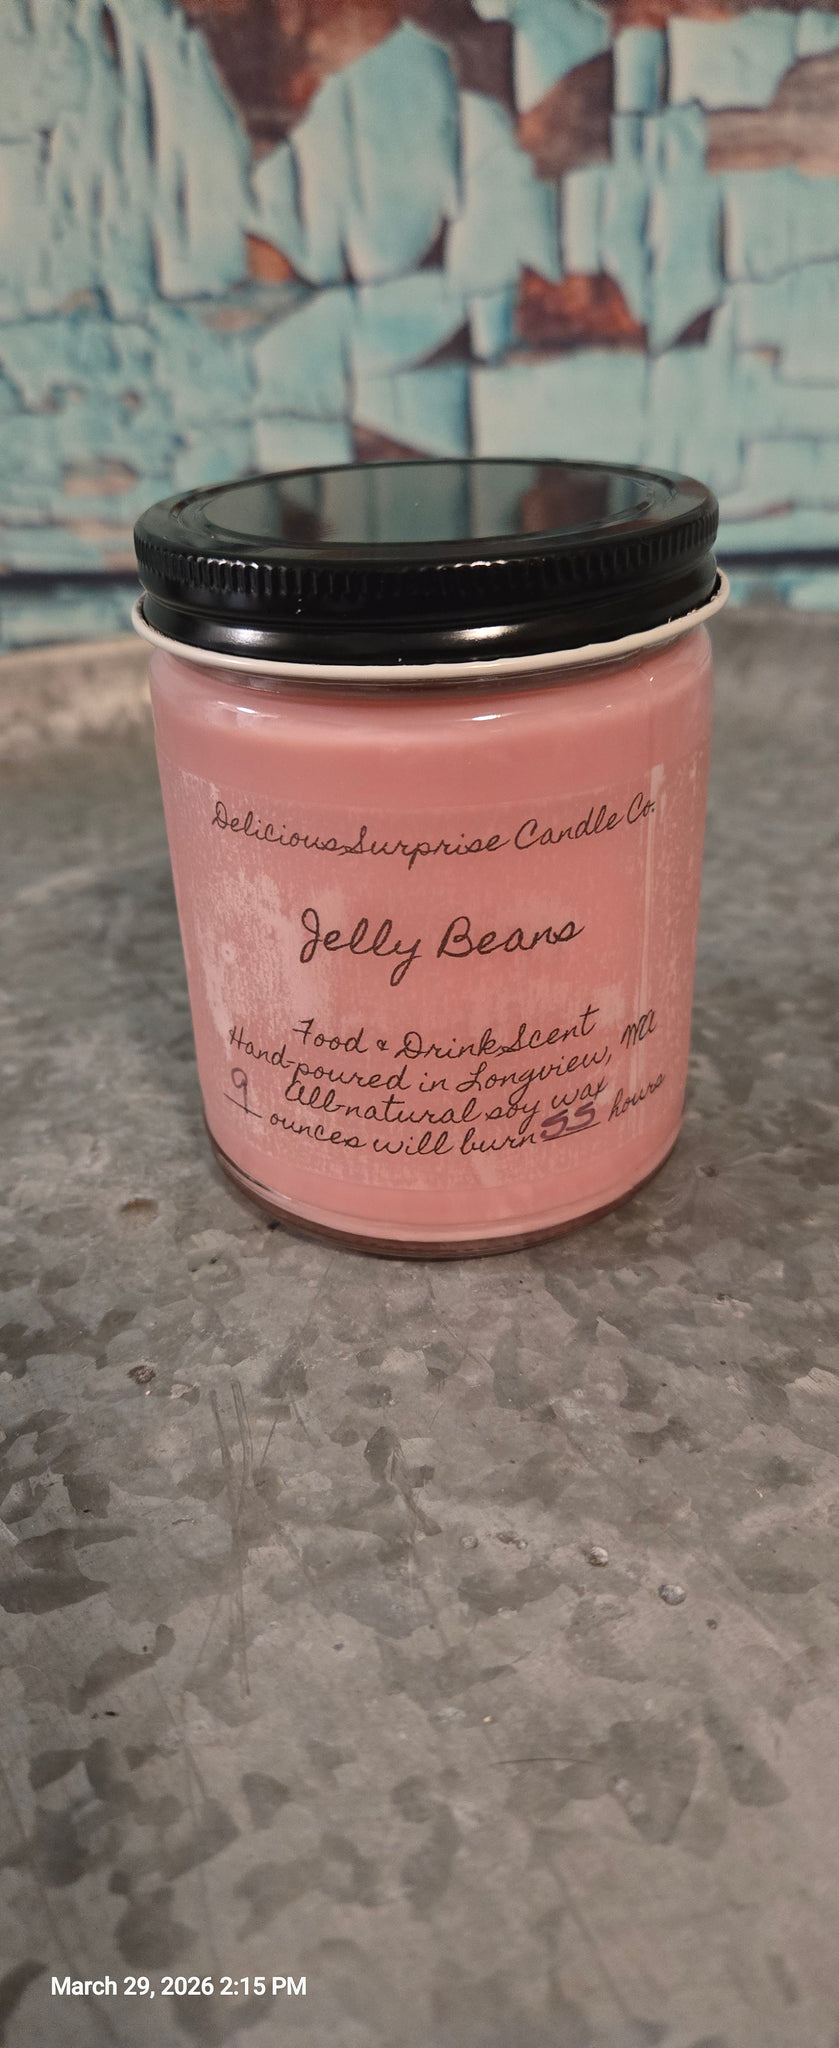 Delicious Surprise Candle Co.
Jelly Beans
Food & Drink Scent
Hand-poured in Longview, WA
All-natural soy wax
9 ounces will burn 55 hours
March 29, 2026 2:15 PM